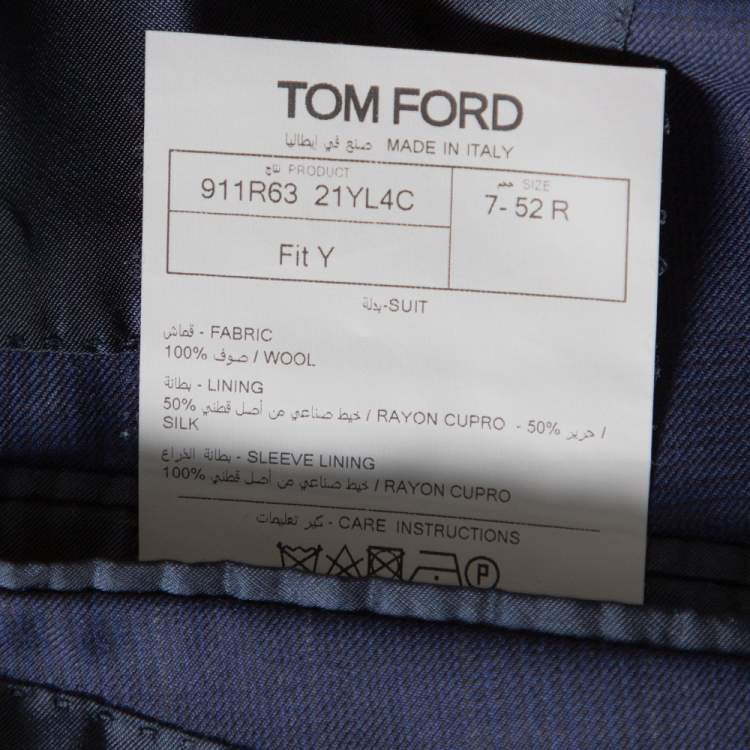 TOM FORD
صنع في إيطاليا MADE IN ITALY
نتاج PRODUCT
911R63 21YL4C
حجم SIZE
7- 52 R
Fit Y
بدلة-SUIT
قماش - FABRIC
100% صوف / WOOL
بطانة - LINING
50% خيط صناعي من أصل قطني / RAYON CUPRO - 50% حرير /
SILK
بطانة الذراع - SLEEVE LINING
100% خيط صناعي من أصل قطني / RAYON CUPRO
تعليمات - CARE INSTRUCTIONS
P